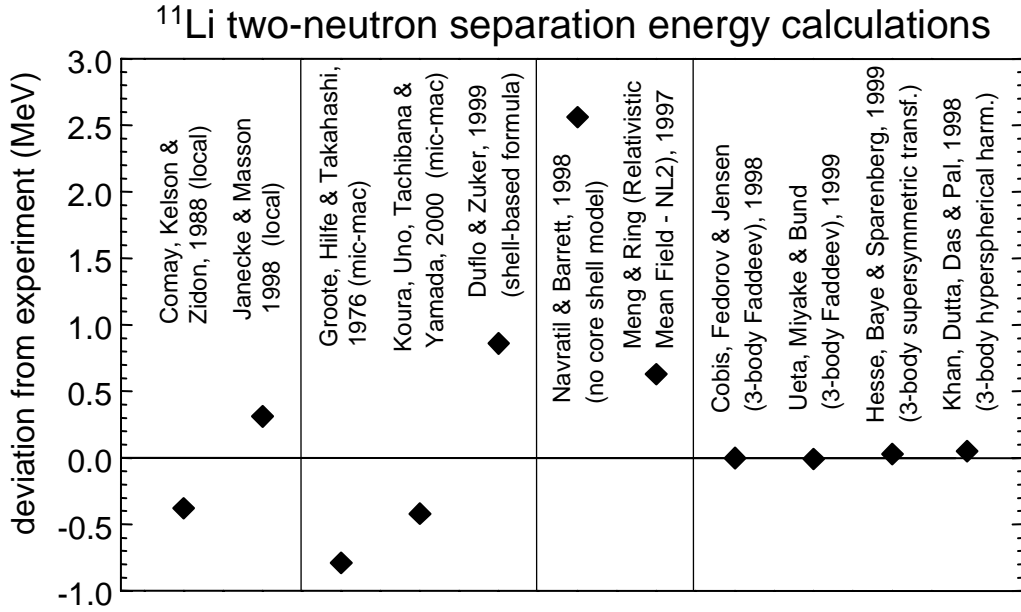 ¹¹Li two-neutron separation energy calculations
deviation from experiment (MeV)
3.0
2.5
2.0
1.5
1.0
0.5
0.0
-0.5
-1.0
Comay, Kelson &
Zidon, 1988 (local)
Janecke & Masson
1998 (local)
Groote, Hilfe & Takahashi,
1976 (mic-mac)
Koura, Uno, Tachibana &
Yamada, 2000 (mic-mac)
Duflo & Zuker, 1999
(shell-based formula)
Navratil & Barrett, 1998
(no core shell model)
Meng & Ring (Relativistic
Mean Field - NL2), 1997
Cobis, Fedorov & Jensen
(3-body Faddeev), 1998
Ueta, Miyake & Bund
(3-body Faddeev), 1999
Hesse, Baye & Sparenberg, 1999
(3-body supersymmetric transf.)
Khan, Dutta, Das & Pal, 1998
(3-body hyperspherical harm.)